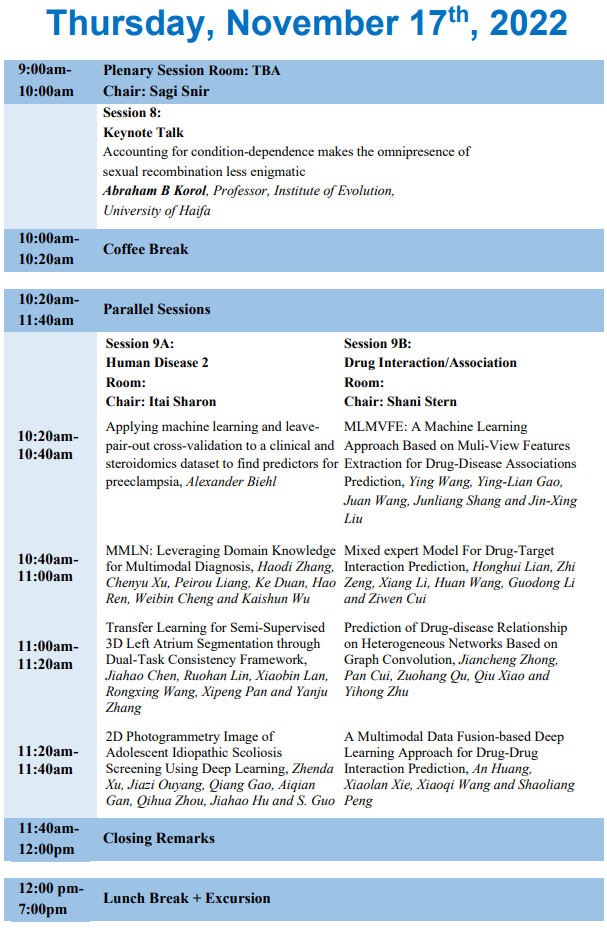 Thursday, November 17th, 2022
9:00am-
10:00am
Plenary Session Room: TBA
Chair: Sagi Snir
Session 8:
Keynote Talk
Accounting for condition-dependence makes the omnipresence of
sexual recombination less enigmatic
Abraham B Korol, Professor, Institute of Evolution,
University of Haifa
10:00am-
10:20am
Coffee Break
10:20am-
11:40am
Parallel Sessions
Session 9A:
Human Disease 2
Room:
Chair: Itai Sharon
Session 9B:
Drug Interaction/Association
Room:
Chair: Shani Stern
10:20am-
10:40am
Applying machine learning and leave-
pair-out cross-validation to a clinical and
steroidomics dataset to find predictors for
preeclampsia, Alexander Biehl
MLMVFE: A Machine Learning
Approach Based on Muli-View Features
Extraction for Drug-Disease Associations
Prediction, Ying Wang, Ying-Lian Gao,
Juan Wang, Junliang Shang and Jin-Xing
Liu
10:40am-
11:00am
MMLN: Leveraging Domain Knowledge
for Multimodal Diagnosis, Haodi Zhang,
Chenyu Xu, Peirou Liang, Ke Duan, Hao
Ren, Weibin Cheng and Kaishun Wu
Mixed expert Model For Drug-Target
Interaction Prediction, Honghui Lian, Zhi
Zeng, Xiang Li, Huan Wang, Guodong Li
and Ziwen Cui
11:00am-
11:20am
Transfer Learning for Semi-Supervised
3D Left Atrium Segmentation through
Dual-Task Consistency Framework,
Jiahao Chen, Ruohan Lin, Xiaobin Lan,
Rongxing Wang, Xipeng Pan and Yanju
Zhang
Prediction of Drug-disease Relationship
on Heterogeneous Networks Based on
Graph Convolution, Jiancheng Zhong,
Pan Cui, Zuohang Qu, Qiu Xiao and
Yihong Zhu
11:20am-
11:40am
2D Photogrammetry Image of
Adolescent Idiopathic Scoliosis
Screening Using Deep Learning, Zhenda
Xu, Jiazi Ouyang, Qiang Gao, Aiqian
Gan, Qihua Zhou, Jiahao Hu and S. Guo
A Multimodal Data Fusion-based Deep
Learning Approach for Drug-Drug
Interaction Prediction, An Huang,
Xiaolan Xie, Xiaoqi Wang and Shaoliang
Peng
11:40am-
12:00pm
Closing Remarks
12:00 pm-
7:00pm
Lunch Break + Excursion